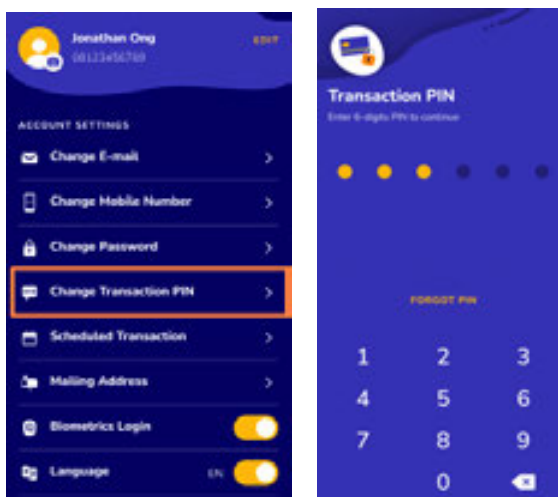 Jonathan Ong
EDIT
08123456789
ACCOUNT SETTINGS
Change E-mail
Change Mobile Number
Change Password
Change Transaction PIN
Scheduled Transaction
Mailing Address
Biometrics Login
Language
EN
Transaction PIN
Enter 6-digits PIN to continue
FORGOT PIN
1 2 3
4 5 6
7 8 9
0